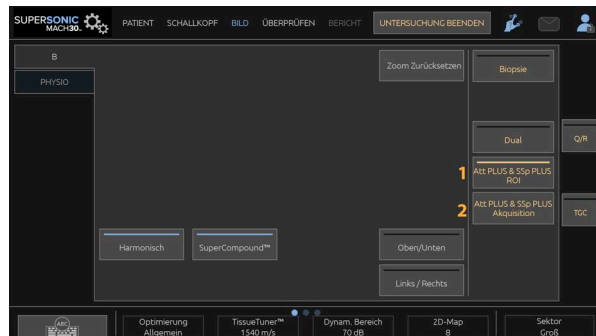 SUPERSONIC MACH30® PATIENT SCHALLKOPF BILD ÜBERPRÜFEN BERICHT UNTERSUCHUNG BEENDEN
B
PHYSIO
Zoom Zurücksetzen
Biopsie
Dual
Q/R
1
Att PLUS & SSp PLUS
ROI
2
Att PLUS & SSp PLUS
Akquisition
TGC
Harmonisch
SuperCompound™
Oben/Unten
Links / Rechts
ABC
Optimierung
Allgemein
TissueTuner™
1540 m/s
Dynam. Bereich
70 dB
2D-Map
8
Sektor
Groß